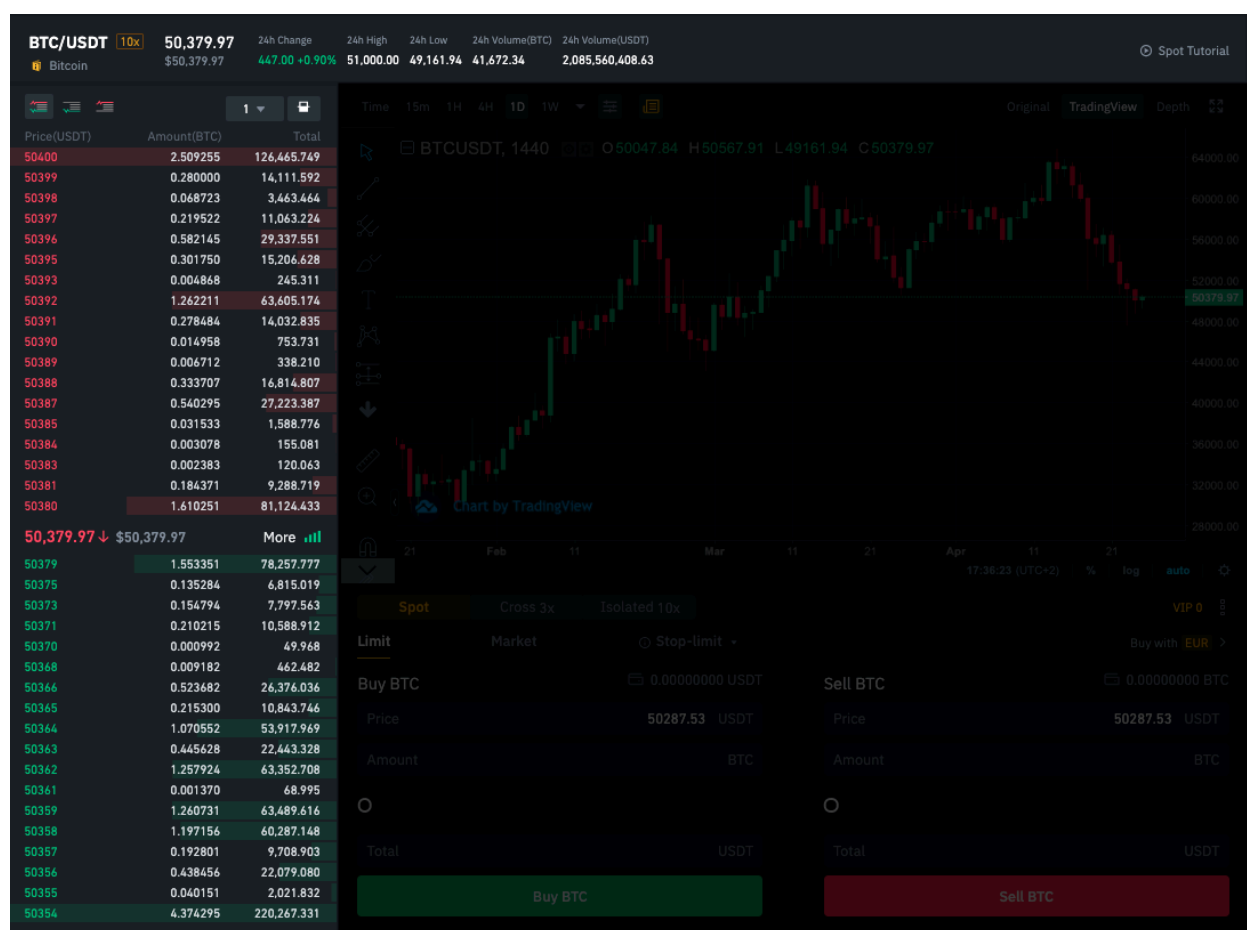 BTC/USDT 10x 50,379.97 24h Change 24h High 24h Low 24h Volume(BTC) 24h Volume(USDT)
Bitcoin $50,379.97 447.00 +0.90% 51,000.00 49,161.94 41,672.34 2,085,560,408.63
Spot Tutorial
1
Price(USDT) Amount(BTC) Total
50400 2.509255 126,465.749
50399 0.280000 14,111.592
50398 0.068723 3,463.464
50397 0.219522 11,063.224
50396 0.582145 29,337.551
50395 0.301750 15,206.628
50393 0.004868 245.311
50392 1.262211 63,605.174
50391 0.278484 14,032.835
50390 0.014958 753.731
50389 0.006712 338.210
50388 0.333707 16,814.807
50387 0.540295 27,223.387
50385 0.031533 1,588.776
50384 0.003078 155.081
50383 0.002383 120.063
50381 0.184371 9,288.719
50380 1.610251 81,124.433
50,379.97↓ $50,379.97 More
50379 1.553351 78,257.777
50375 0.135284 6,815.019
50373 0.154794 7,797.563
50371 0.210215 10,588.912
50370 0.000992 49.968
50368 0.009182 462.482
50366 0.523682 26,376.036
50365 0.215300 10,843.746
50364 1.070552 53,917.969
50363 0.445628 22,443.328
50362 1.257924 63,352.708
50361 0.001370 68.995
50359 1.260731 63,489.616
50358 1.197156 60,287.148
50357 0.192801 9,708.903
50356 0.438456 22,079.080
50355 0.040151 2,021.832
50354 4.374295 220,267.331
Time 15m 1H 4H 1D 1W Original TradingView Depth
BTCUSDT, 1440 O50047.84 H50567.91 L49161.94 C50379.97
64000.00
60000.00
56000.00
52000.00
50379.97
48000.00
44000.00
40000.00
36000.00
32000.00
28000.00
Chart by TradingView
21 Feb 11 Mar 11 21 Apr 11 21
17:36:23 (UTC+2) % log auto
Spot Cross 3x Isolated 10x VIP 0
Limit Market Stop-limit Buy with EUR
Buy BTC 0.00000000 USDT Sell BTC 0.00000000 BTC
Price 50287.53 USDT Price 50287.53 USDT
Amount BTC Amount BTC
Total USDT Total USDT
Buy BTC Sell BTC